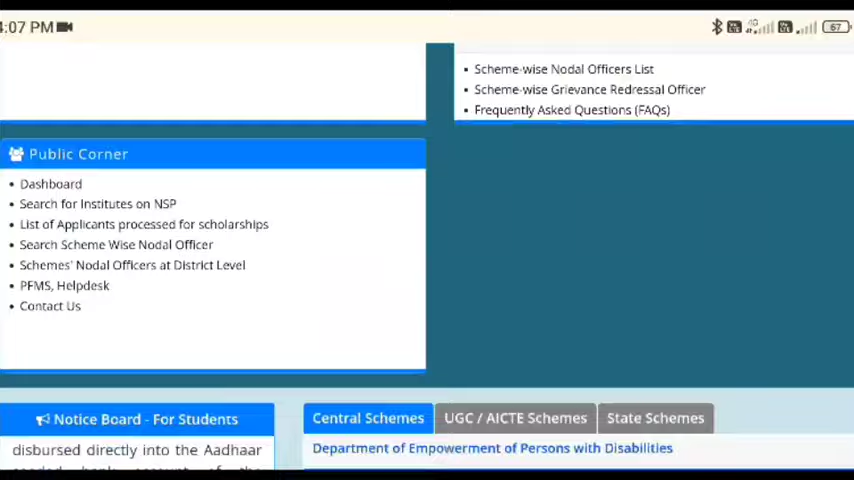 4:07 PM
67
Scheme-wise Nodal Officers List
Scheme-wise Grievance Redressal Officer
Frequently Asked Questions (FAQs)
Public Corner
Dashboard
Search for Institutes on NSP
List of Applicants processed for scholarships
Search Scheme Wise Nodal Officer
Schemes' Nodal Officers at District Level
PFMS, Helpdesk
Contact Us
Notice Board - For Students
disbursed directly into the Aadhaar
Central Schemes
UGC / AICTE Schemes
State Schemes
Department of Empowerment of Persons with Disabilities